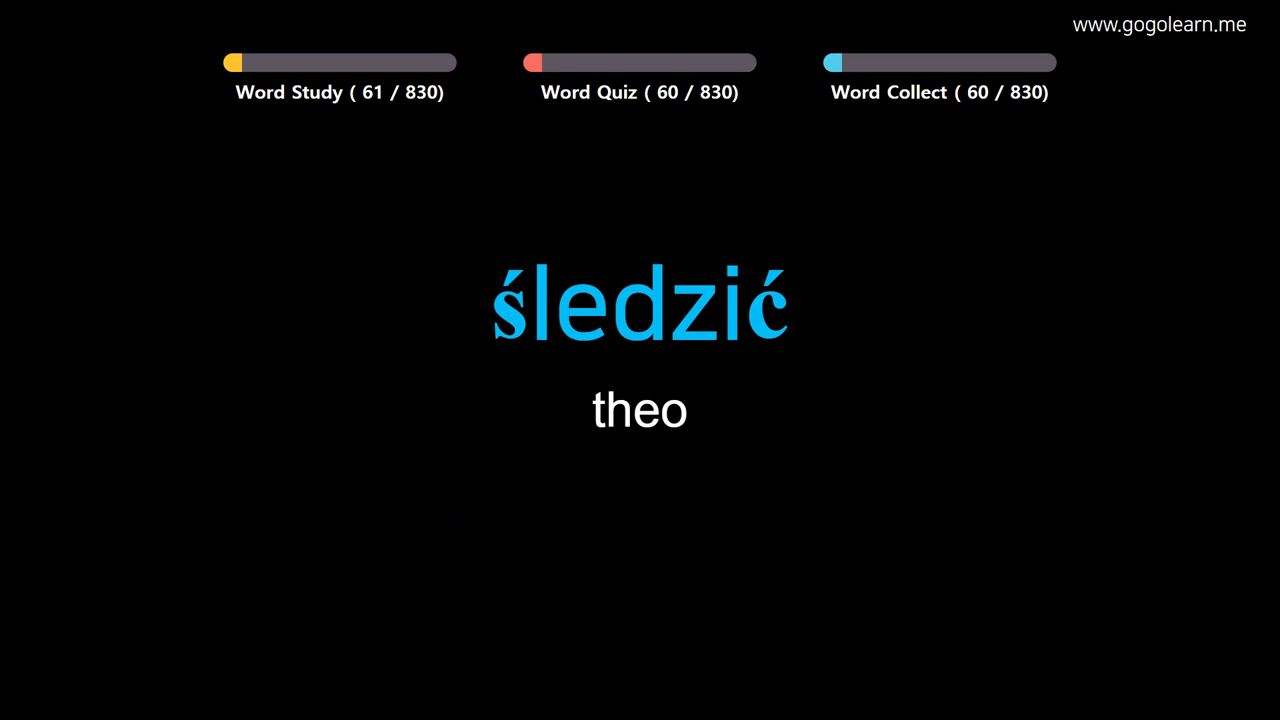 www.gogolearn.me
Word Study ( 61 / 830)
Word Quiz ( 60 / 830)
Word Collect ( 60 / 830)
śledzić
theo